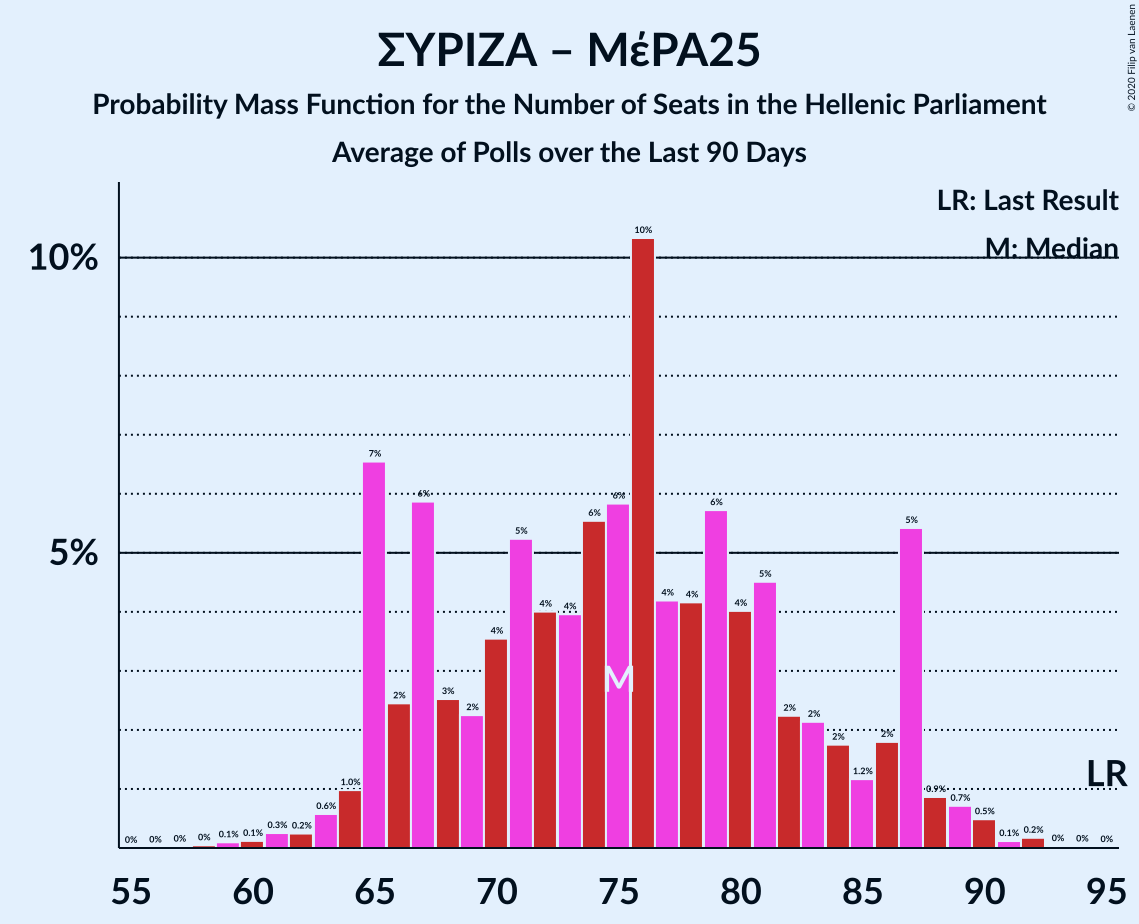 ΣΥΡΙΖΑ – ΜέΡΑ25
Probability Mass Function for the Number of Seats in the Hellenic Parliament
Average of Polls over the Last 90 Days
© 2020 Filip van Laenen
LR: Last Result
M: Median
10%
5%
0% 0% 0% 0% 0.1% 0.1% 0.3% 0.2% 0.6% 1.0% 7% 2% 6% 3% 2% 4% 5% 4% 4% 6% 6% 10% 4% 4% 6% 4% 5% 2% 2% 2% 1.2% 2% 5% 0.9% 0.7% 0.5% 0.1% 0.2% 0% 0% 0%
M
LR
55 60 65 70 75 80 85 90 95